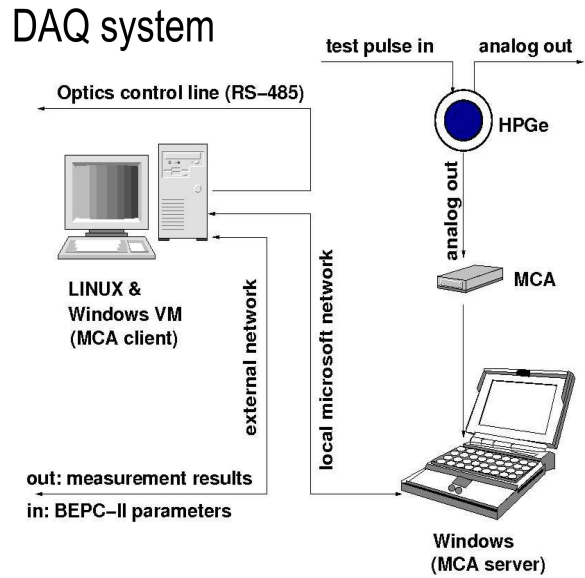 DAQ system
test pulse in
analog out
Optics control line (RS–485)
HPGe
analog out
MCA
LINUX &
Windows VM
(MCA client)
external network
local microsoft network
out: measurement results
in: BEPC–II parameters
Windows
(MCA server)